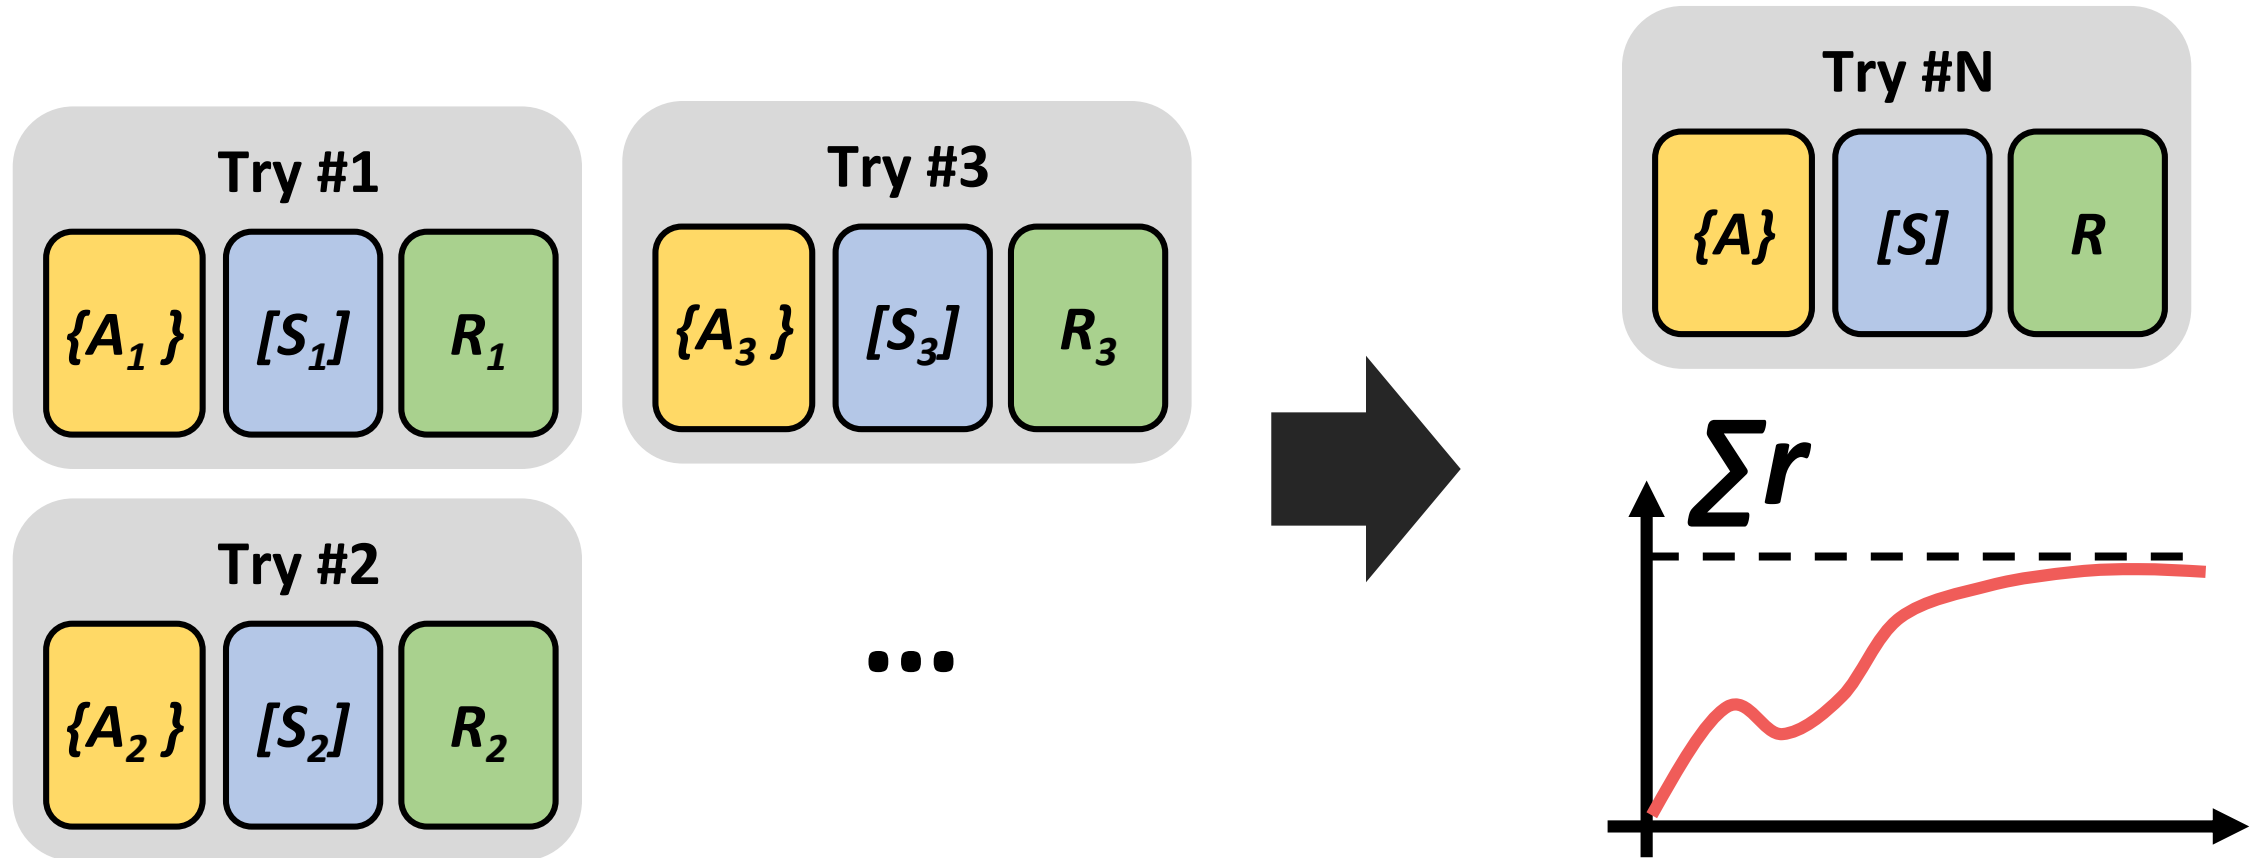 Try #1
{A₁ } [S₁] R₁
Try #2
{A₂ } [S₂] R₂
Try #3
{A₃ } [S₃] R₃
...
Try #N
{A} [S] R
∑r